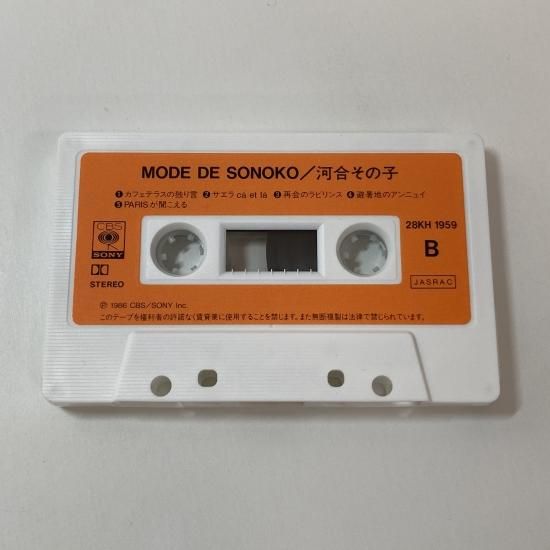 MODE DE SONOKO／河合その子
❶カフェテラスの独り言 ❷サエラ cá et lá ❸再会のラビリンス ❹避暑地のアンニュイ
❺PARISが聞こえる
CBS
SONY
28KH 1959
B
STEREO
JASRAC
Ⓟ 1986 CBS/SONY Inc.
このテープを権利者の許諾なく賃貸業に使用することを禁じます。また無断複製は法律で禁じられています。